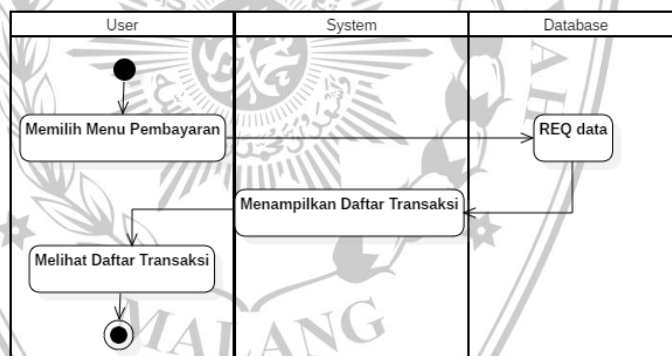 User
System
Database
Memilih Menu Pembayaran
REQ data
Menampilkan Daftar Transaksi
Melihat Daftar Transaksi
MALANG